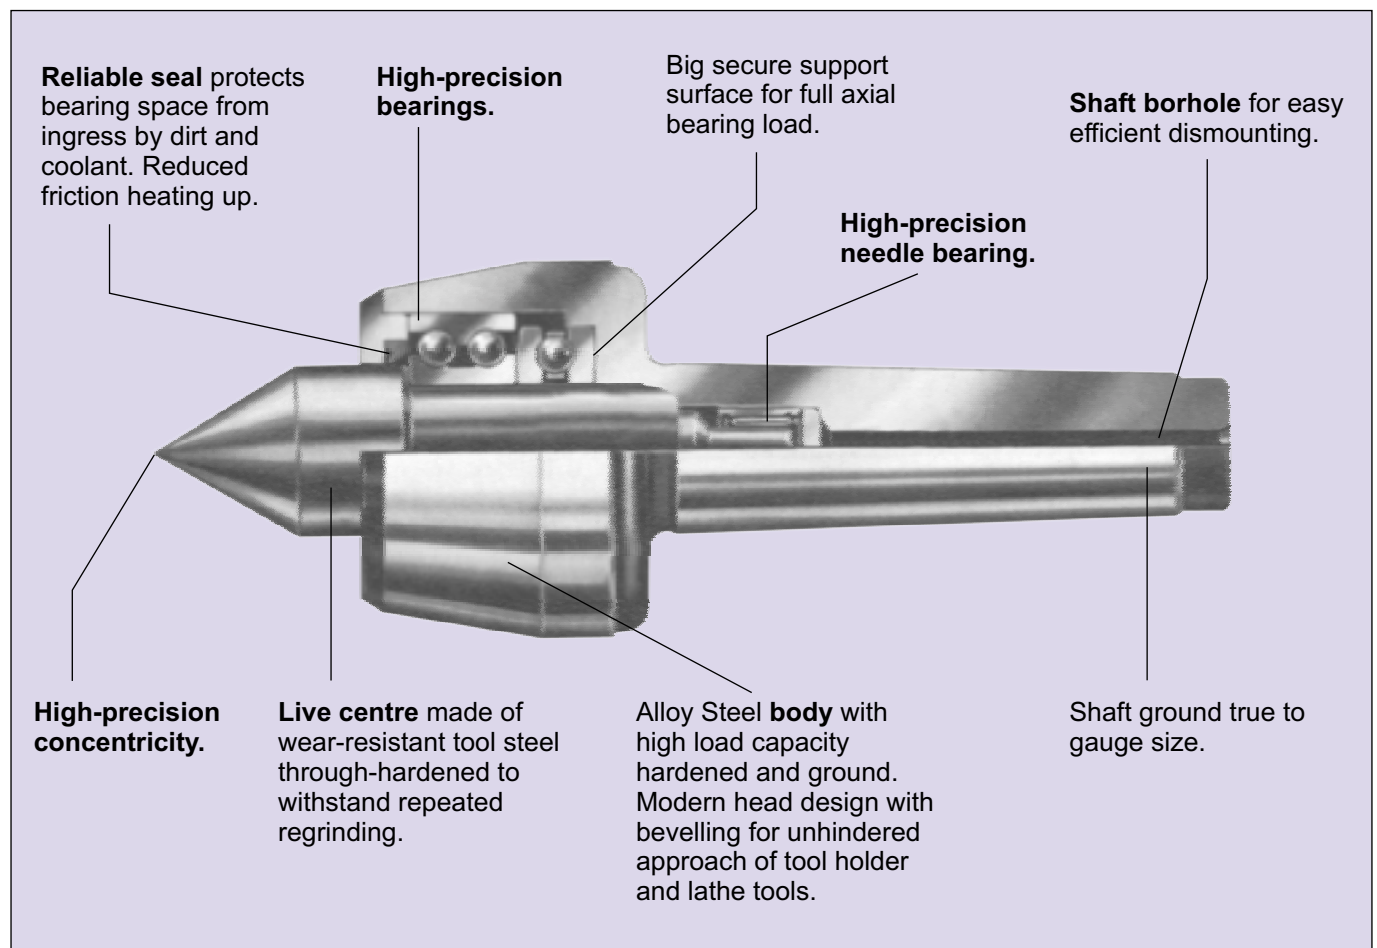 Reliable seal protects
bearing space from
ingress by dirt and
coolant. Reduced
friction heating up.
High-precision
bearings.
Big secure support
surface for full axial
bearing load.
Shaft borhole for easy
efficient dismounting.
High-precision
needle bearing.
High-precision
concentricity.
Live centre made of
wear-resistant tool steel
through-hardened to
withstand repeated
regrinding.
Alloy Steel body with
high load capacity
hardened and ground.
Modern head design with
bevelling for unhindered
approach of tool holder
and lathe tools.
Shaft ground true to
gauge size.